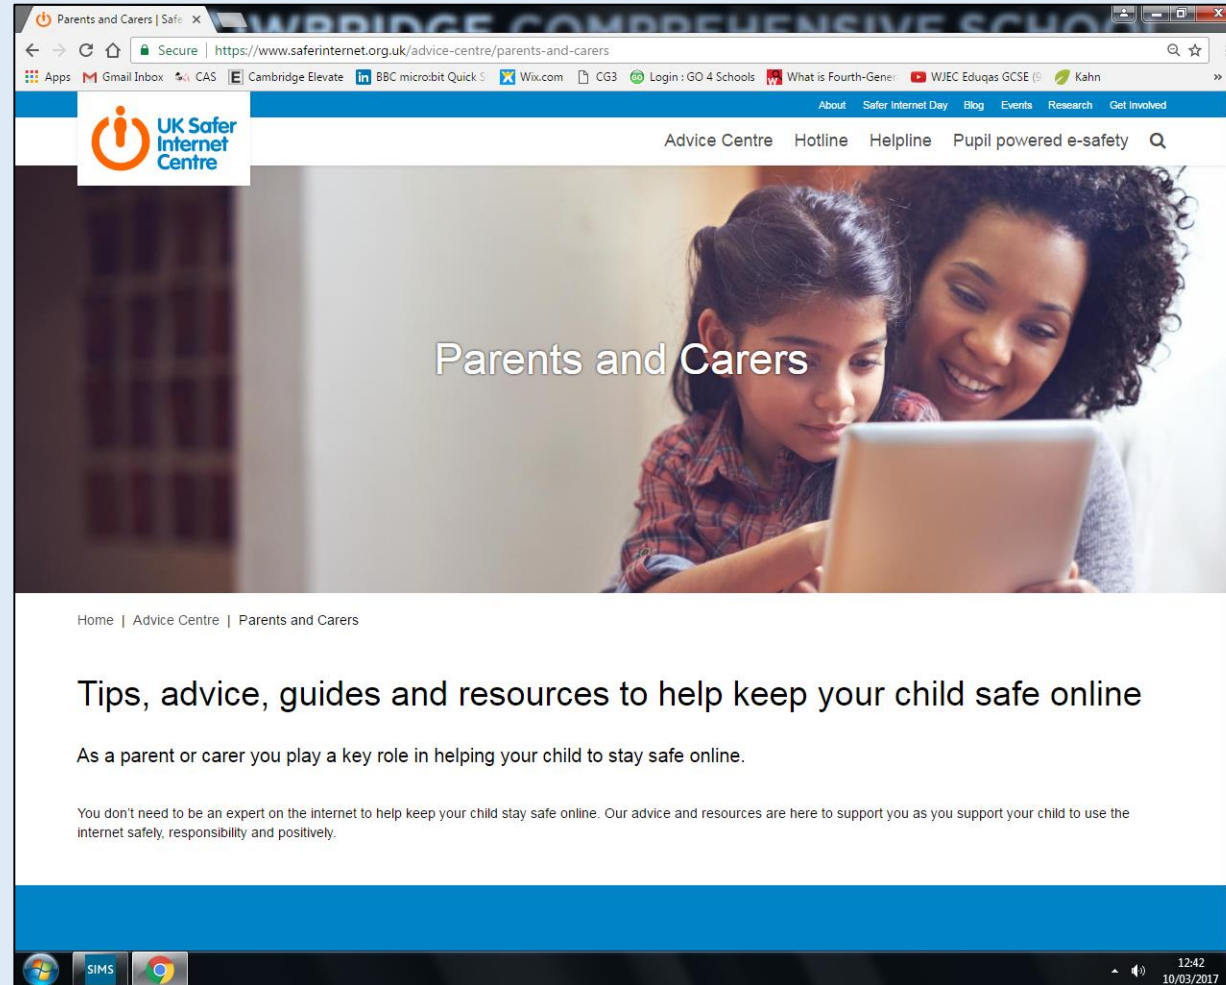 WBRIDGE COMPREHENSIVE SCHOOL
Parents and Carers | Safe
Secure | https://www.saferinternet.org.uk/advice-centre/parents-and-carers
Apps Gmail Inbox CAS Cambridge Elevate BBC micro:bit Quick S Wix.com CG3 Login : GO 4 Schools What is Fourth-Gener WJEC Eduqas GCSE (9 Kahn »
About Safer Internet Day Blog Events Research Get Involved
UK Safer
Internet
Centre
Advice Centre Hotline Helpline Pupil powered e-safety
Parents and Carers
Home | Advice Centre | Parents and Carers
Tips, advice, guides and resources to help keep your child safe online
As a parent or carer you play a key role in helping your child to stay safe online.
You don't need to be an expert on the internet to help keep your child stay safe online. Our advice and resources are here to support you as you support your child to use the
internet safely, responsibility and positively.
SIMS
12:42
10/03/2017